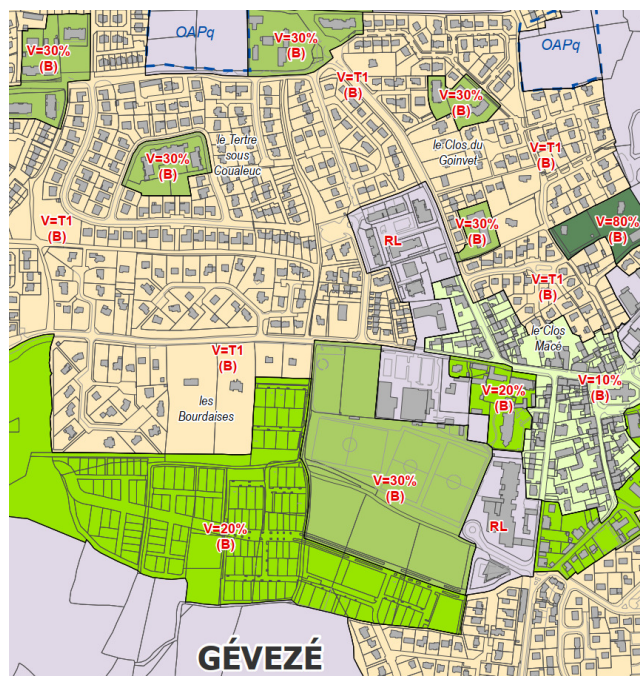 OAPq
V=30%
(B)
V=30%
(B)
OAPq
V=T1
(B)
V=30%
(B)
le Tertre
sous
Coualeuc
le Clos du
Goinvet
V=T1
(B)
V=30%
(B)
V=T1
(B)
RL
V=30%
(B)
V=80%
(B)
V=T1
(B)
le Clos
Macé
V=T1
(B)
les
Bourdaises
V=20%
(B)
V=10%
(B)
V=30%
(B)
V=20%
(B)
RL
GÉVEZÉ